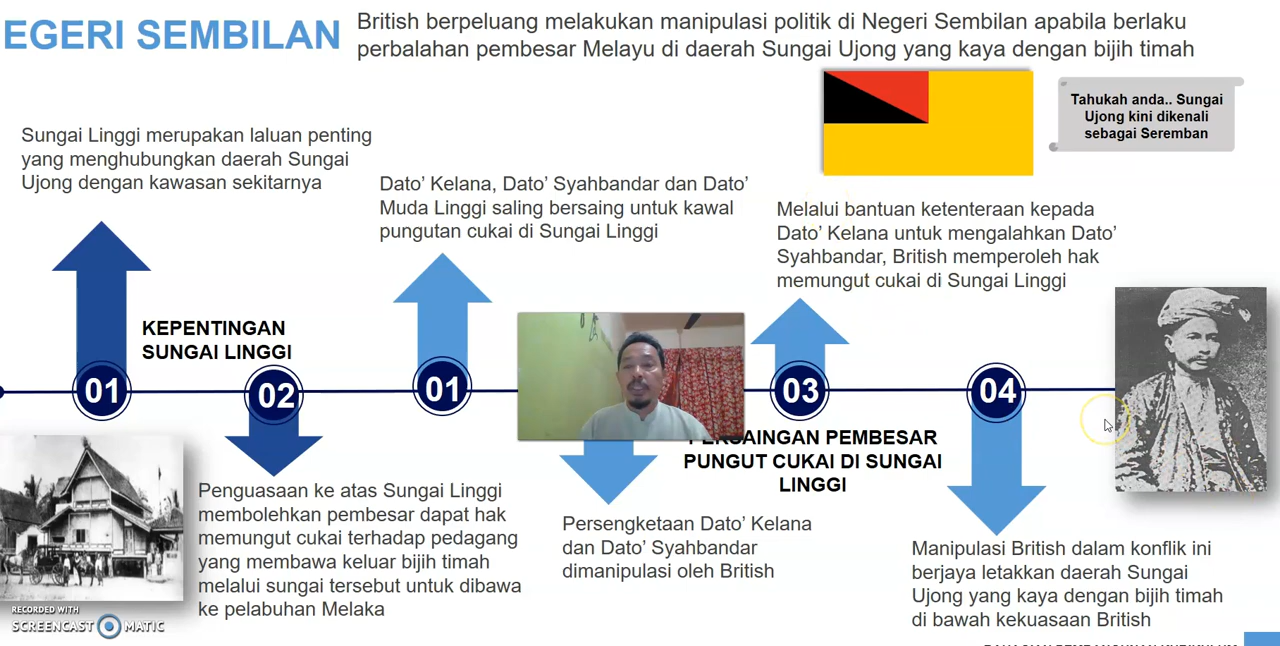 EGERI SEMBILAN
British berpeluang melakukan manipulasi politik di Negeri Sembilan apabila berlaku
perbalahan pembesar Melayu di daerah Sungai Ujong yang kaya dengan bijih timah
Tahukah anda.. Sungai
Ujong kini dikenali
sebagai Seremban
Sungai Linggi merupakan laluan penting
yang menghubungkan daerah Sungai
Ujong dengan kawasan sekitarnya
Dato’ Kelana, Dato’ Syahbandar dan Dato’
Muda Linggi saling bersaing untuk kawal
pungutan cukai di Sungai Linggi
Melalui bantuan ketenteraan kepada
Dato’ Kelana untuk mengalahkan Dato’
Syahbandar, British memperoleh hak
memungut cukai di Sungai Linggi
KEPENTINGAN
SUNGAI LINGGI
01
02
01
03
04
PERSAINGAN PEMBESAR
PUNGUT CUKAI DI SUNGAI
LINGGI
Penguasaan ke atas Sungai Linggi
membolehkan pembesar dapat hak
memungut cukai terhadap pedagang
yang membawa keluar bijih timah
melalui sungai tersebut untuk dibawa
ke pelabuhan Melaka
Persengketaan Dato’ Kelana
dan Dato’ Syahbandar
dimanipulasi oleh British
Manipulasi British dalam konflik ini
berjaya letakkan daerah Sungai
Ujong yang kaya dengan bijih timah
di bawah kekuasaan British
RECORDED WITH
SCREENCAST MATIC